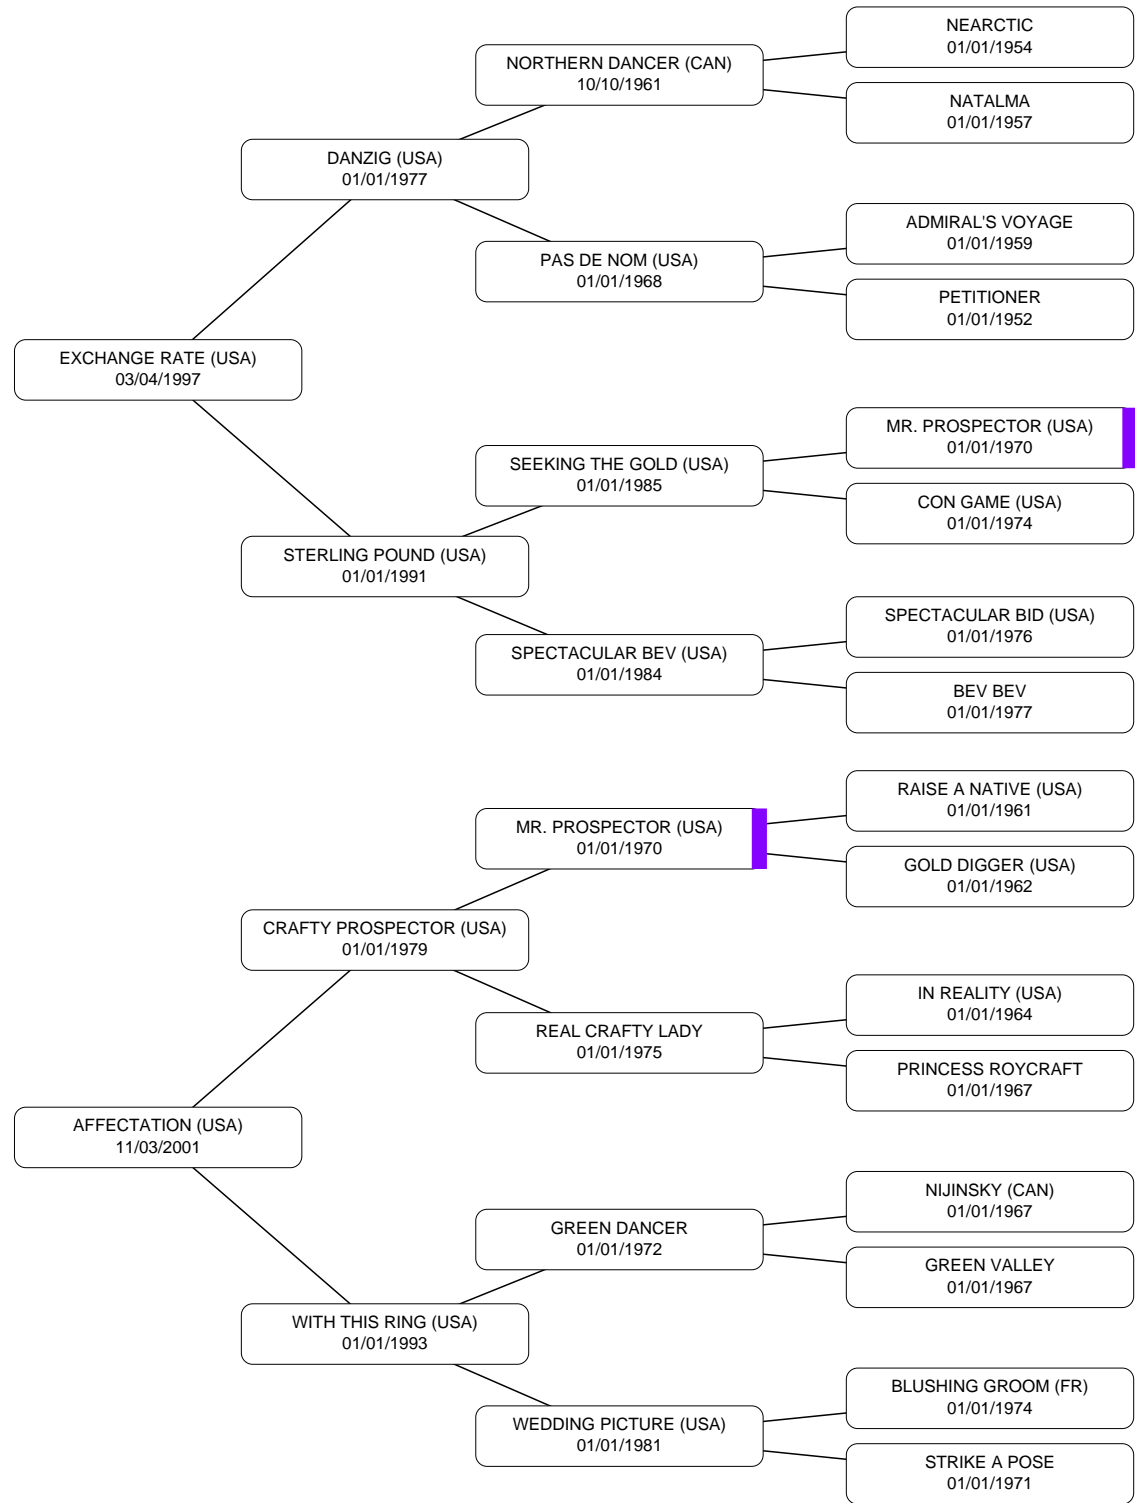 NEARCTIC
01/01/1954
NORTHERN DANCER (CAN)
10/10/1961
NATALMA
01/01/1957
DANZIG (USA)
01/01/1977
ADMIRAL'S VOYAGE
01/01/1959
PAS DE NOM (USA)
01/01/1968
PETITIONER
01/01/1952
EXCHANGE RATE (USA)
03/04/1997
MR. PROSPECTOR (USA)
01/01/1970
SEEKING THE GOLD (USA)
01/01/1985
CON GAME (USA)
01/01/1974
STERLING POUND (USA)
01/01/1991
SPECTACULAR BID (USA)
01/01/1976
SPECTACULAR BEV (USA)
01/01/1984
BEV BEV
01/01/1977
RAISE A NATIVE (USA)
01/01/1961
MR. PROSPECTOR (USA)
01/01/1970
GOLD DIGGER (USA)
01/01/1962
CRAFTY PROSPECTOR (USA)
01/01/1979
IN REALITY (USA)
01/01/1964
REAL CRAFTY LADY
01/01/1975
PRINCESS ROYCRAFT
01/01/1967
AFFECTATION (USA)
11/03/2001
NIJINSKY (CAN)
01/01/1967
GREEN DANCER
01/01/1972
GREEN VALLEY
01/01/1967
WITH THIS RING (USA)
01/01/1993
BLUSHING GROOM (FR)
01/01/1974
WEDDING PICTURE (USA)
01/01/1981
STRIKE A POSE
01/01/1971